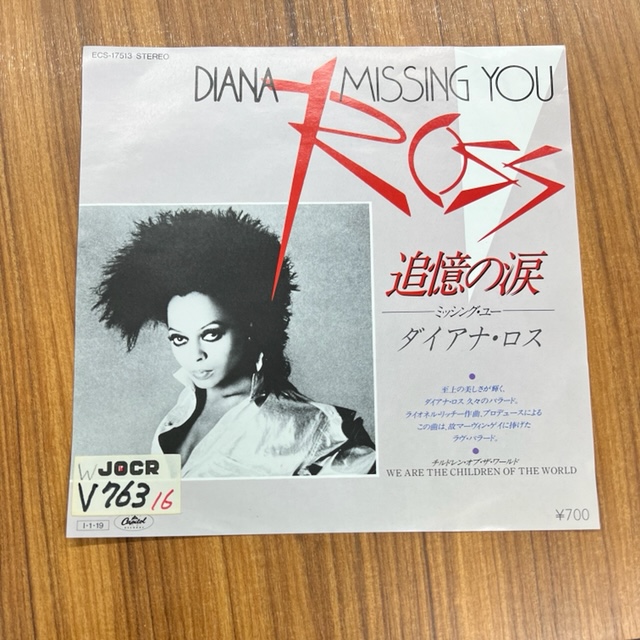 ECS-17513 STEREO
DIANA ROSS
MISSING YOU
追憶の涙
ミッシング・ユー
ダイアナ・ロス
至上の美しさが輝く、
ダイアナ・ロス 久々のバラード。
ライオネル・リッチー作曲、プロデュースによる
この曲は、故マーヴィン・ゲイに捧げた
ラヴ・バラード。
チルドレン・オブ・ザ・ワールド
WE ARE THE CHILDREN OF THE WORLD
W JOCR
V763 16
I-1-19
Capitol
¥700